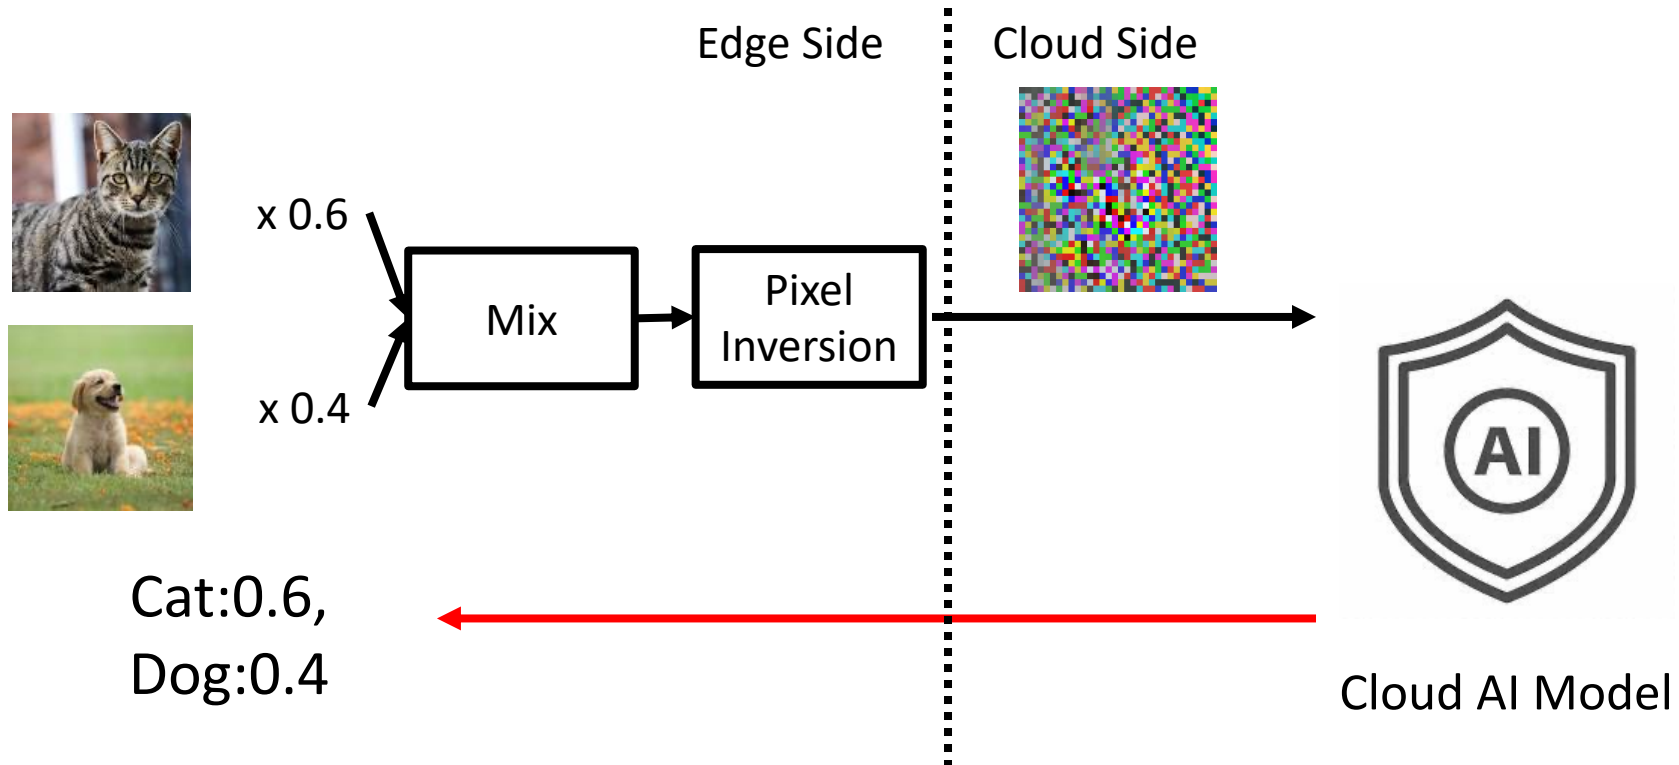 Edge Side
Cloud Side
x 0.6
Mix
Pixel
Inversion
x 0.4
AI
Cat:0.6,
Dog:0.4
Cloud AI Model